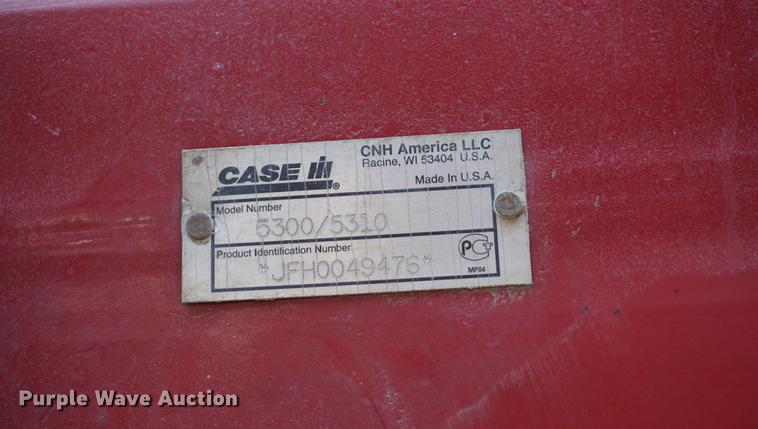 CASE IH®
CNH America LLC
Racine, WI 53404 U.S.A.
Made In U.S.A.
Model Number
5300/5310
Product Identification Number
*JFH0049476*
PCT
MP04
Purple Wave Auction